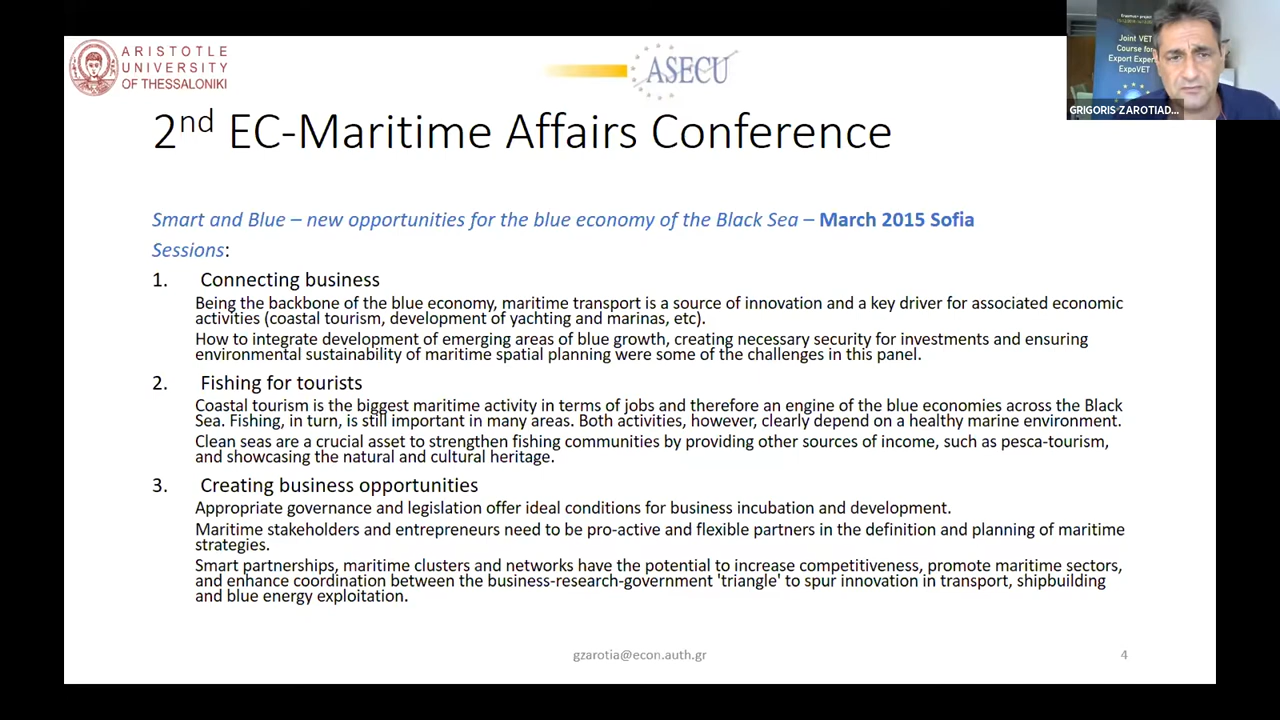 ARISTOTLE
UNIVERSITY
OF THESSALONIKI
ASECU
Joint VET
Course for
Export Exper
ExpoVET
GRIGORIS ZAROTIAD...
2nd EC-Maritime Affairs Conference
Smart and Blue – new opportunities for the blue economy of the Black Sea – March 2015 Sofia
Sessions:
1. Connecting business
Being the backbone of the blue economy, maritime transport is a source of innovation and a key driver for associated economic
activities (coastal tourism, development of yachting and marinas, etc).
How to integrate development of emerging areas of blue growth, creating necessary security for investments and ensuring
environmental sustainability of maritime spatial planning were some of the challenges in this panel.
2. Fishing for tourists
Coastal tourism is the biggest maritime activity in terms of jobs and therefore an engine of the blue economies across the Black
Sea. Fishing, in turn, is still important in many areas. Both activities, however, clearly depend on a healthy marine environment.
Clean seas are a crucial asset to strengthen fishing communities by providing other sources of income, such as pesca-tourism,
and showcasing the natural and cultural heritage.
3. Creating business opportunities
Appropriate governance and legislation offer ideal conditions for business incubation and development.
Maritime stakeholders and entrepreneurs need to be pro-active and flexible partners in the definition and planning of maritime
strategies.
Smart partnerships, maritime clusters and networks have the potential to increase competitiveness, promote maritime sectors,
and enhance coordination between the business-research-government 'triangle' to spur innovation in transport, shipbuilding
and blue energy exploitation.
gzarotia@econ.auth.gr
4